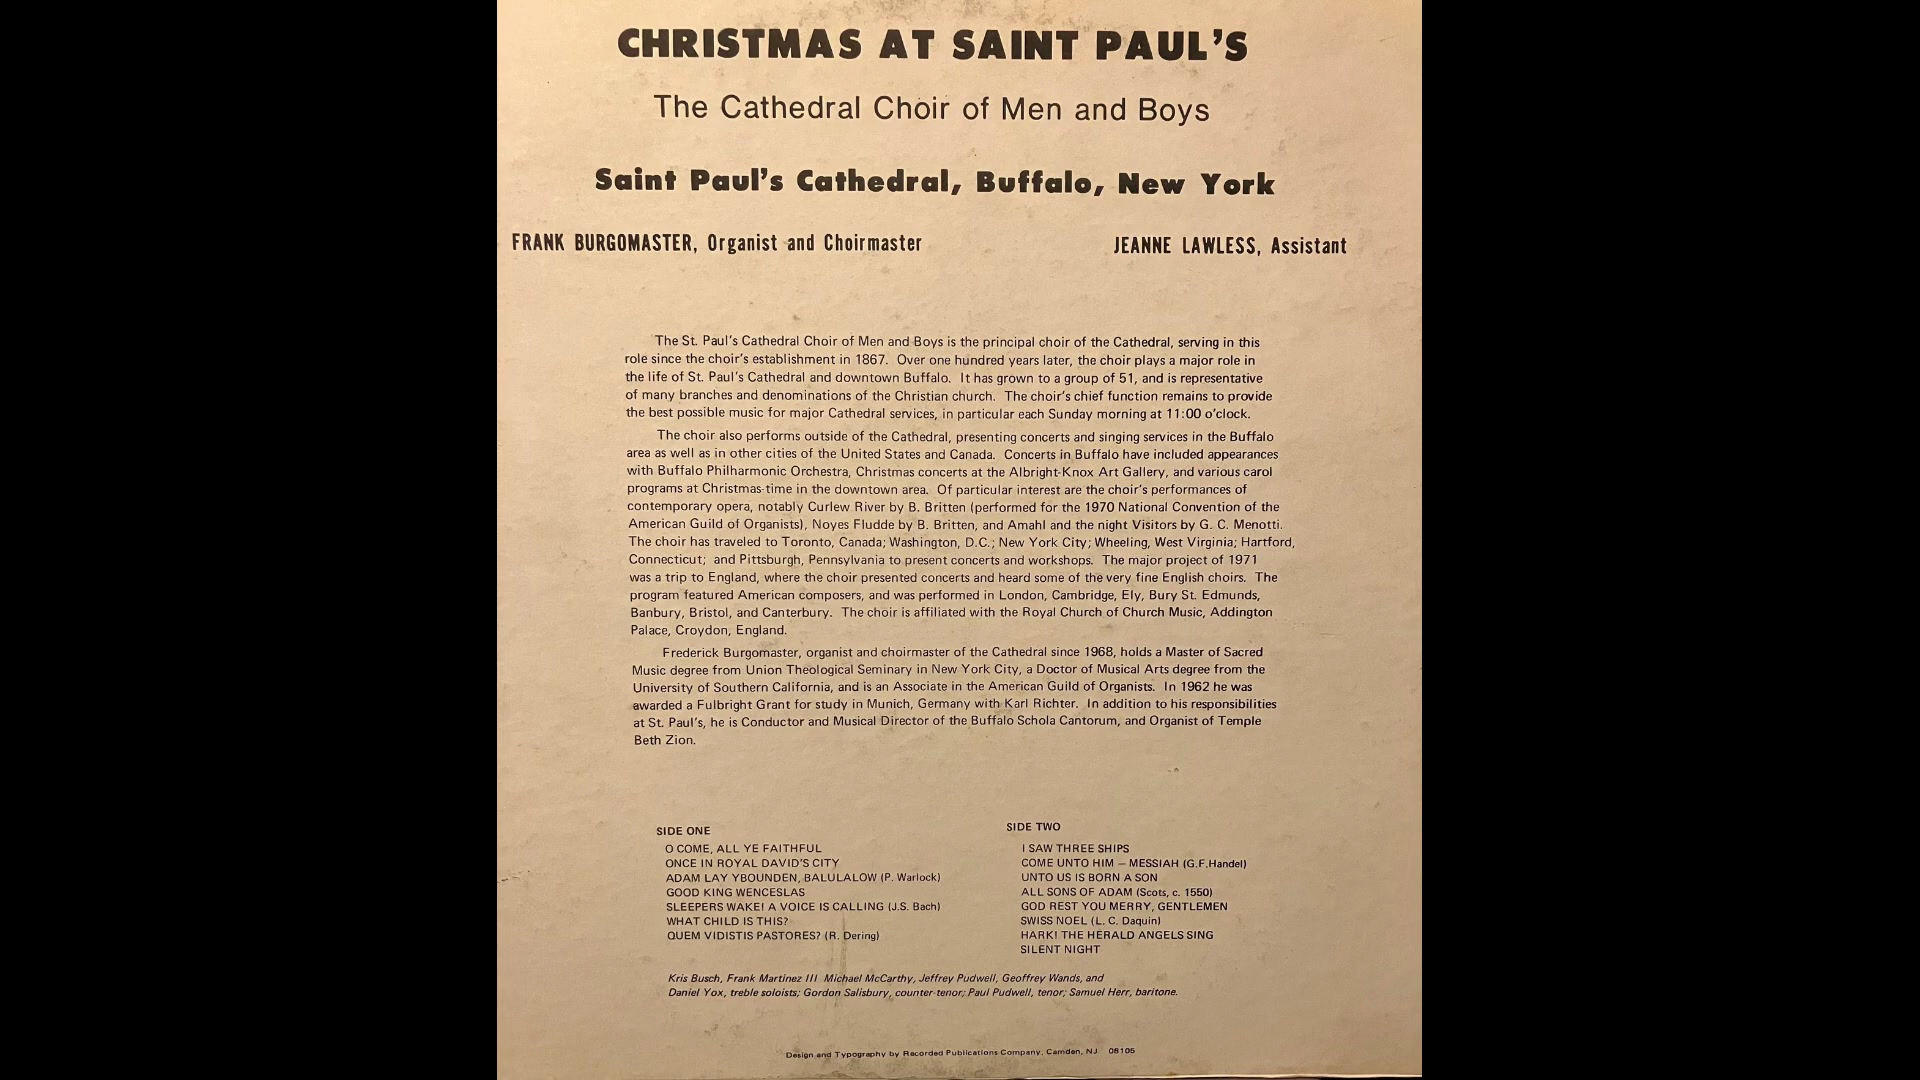 CHRISTMAS AT SAINT PAUL'S
The Cathedral Choir of Men and Boys
Saint Paul's Cathedral, Buffalo, New York
FRANK BURGOMASTER, Organist and Choirmaster
JEANNE LAWLESS, Assistant
The St. Paul's Cathedral Choir of Men and Boys is the principal choir of the Cathedral, serving in this
role since the choir's establishment in 1867. Over one hundred years later, the choir plays a major role in
the life of St. Paul's Cathedral and downtown Buffalo. It has grown to a group of 51, and is representative
of many branches and denominations of the Christian church. The choir's chief function remains to provide
the best possible music for major Cathedral services, in particular each Sunday morning at 11:00 o'clock.
The choir also performs outside of the Cathedral, presenting concerts and singing services in the Buffalo
area as well as in other cities of the United States and Canada. Concerts in Buffalo have included appearances
with Buffalo Philharmonic Orchestra, Christmas concerts at the Albright-Knox Art Gallery, and various carol
programs at Christmas-time in the downtown area. Of particular interest are the choir's performances of
contemporary opera, notably Curlew River by B. Britten (performed for the 1970 National Convention of the
American Guild of Organists), Noyes Fludde by B. Britten, and Amahl and the night Visitors by G. C. Menotti.
The choir has traveled to Toronto, Canada; Washington, D.C.; New York City; Wheeling, West Virginia; Hartford,
Connecticut; and Pittsburgh, Pennsylvania to present concerts and workshops. The major project of 1971
was a trip to England, where the choir presented concerts and heard some of the very fine English choirs. The
program featured American composers, and was performed in London, Cambridge, Ely, Bury St. Edmunds,
Banbury, Bristol, and Canterbury. The choir is affiliated with the Royal Church of Church Music, Addington
Palace, Croydon, England.
Frederick Burgomaster, organist and choirmaster of the Cathedral since 1968, holds a Master of Sacred
Music degree from Union Theological Seminary in New York City, a Doctor of Musical Arts degree from the
University of Southern California, and is an Associate in the American Guild of Organists. In 1962 he was
awarded a Fulbright Grant for study in Munich, Germany with Karl Richter. In addition to his responsibilities
at St. Paul's, he is Conductor and Musical Director of the Buffalo Schola Cantorum, and Organist of Temple
Beth Zion.
SIDE ONE
O COME, ALL YE FAITHFUL
ONCE IN ROYAL DAVID'S CITY
ADAM LAY YBOUNDEN, BALULALOW (P. Warlock)
GOOD KING WENCESLAS
SLEEPERS WAKE! A VOICE IS CALLING (J.S. Bach)
WHAT CHILD IS THIS?
QUEM VIDISTIS PASTORES? (R. Dering)
SIDE TWO
I SAW THREE SHIPS
COME UNTO HIM – MESSIAH (G.F.Handel)
UNTO US IS BORN A SON
ALL SONS OF ADAM (Scots, c. 1550)
GOD REST YOU MERRY, GENTLEMEN
SWISS NOEL (L. C. Daquin)
HARK! THE HERALD ANGELS SING
SILENT NIGHT
Kris Busch, Frank Martinez III Michael McCarthy, Jeffrey Pudwell, Geoffrey Wands, and
Daniel Yox, treble soloists; Gordon Salisbury, counter-tenor; Paul Pudwell, tenor; Samuel Herr, baritone.
Design and Typography by Recorded Publications Company, Camden, NJ 08105